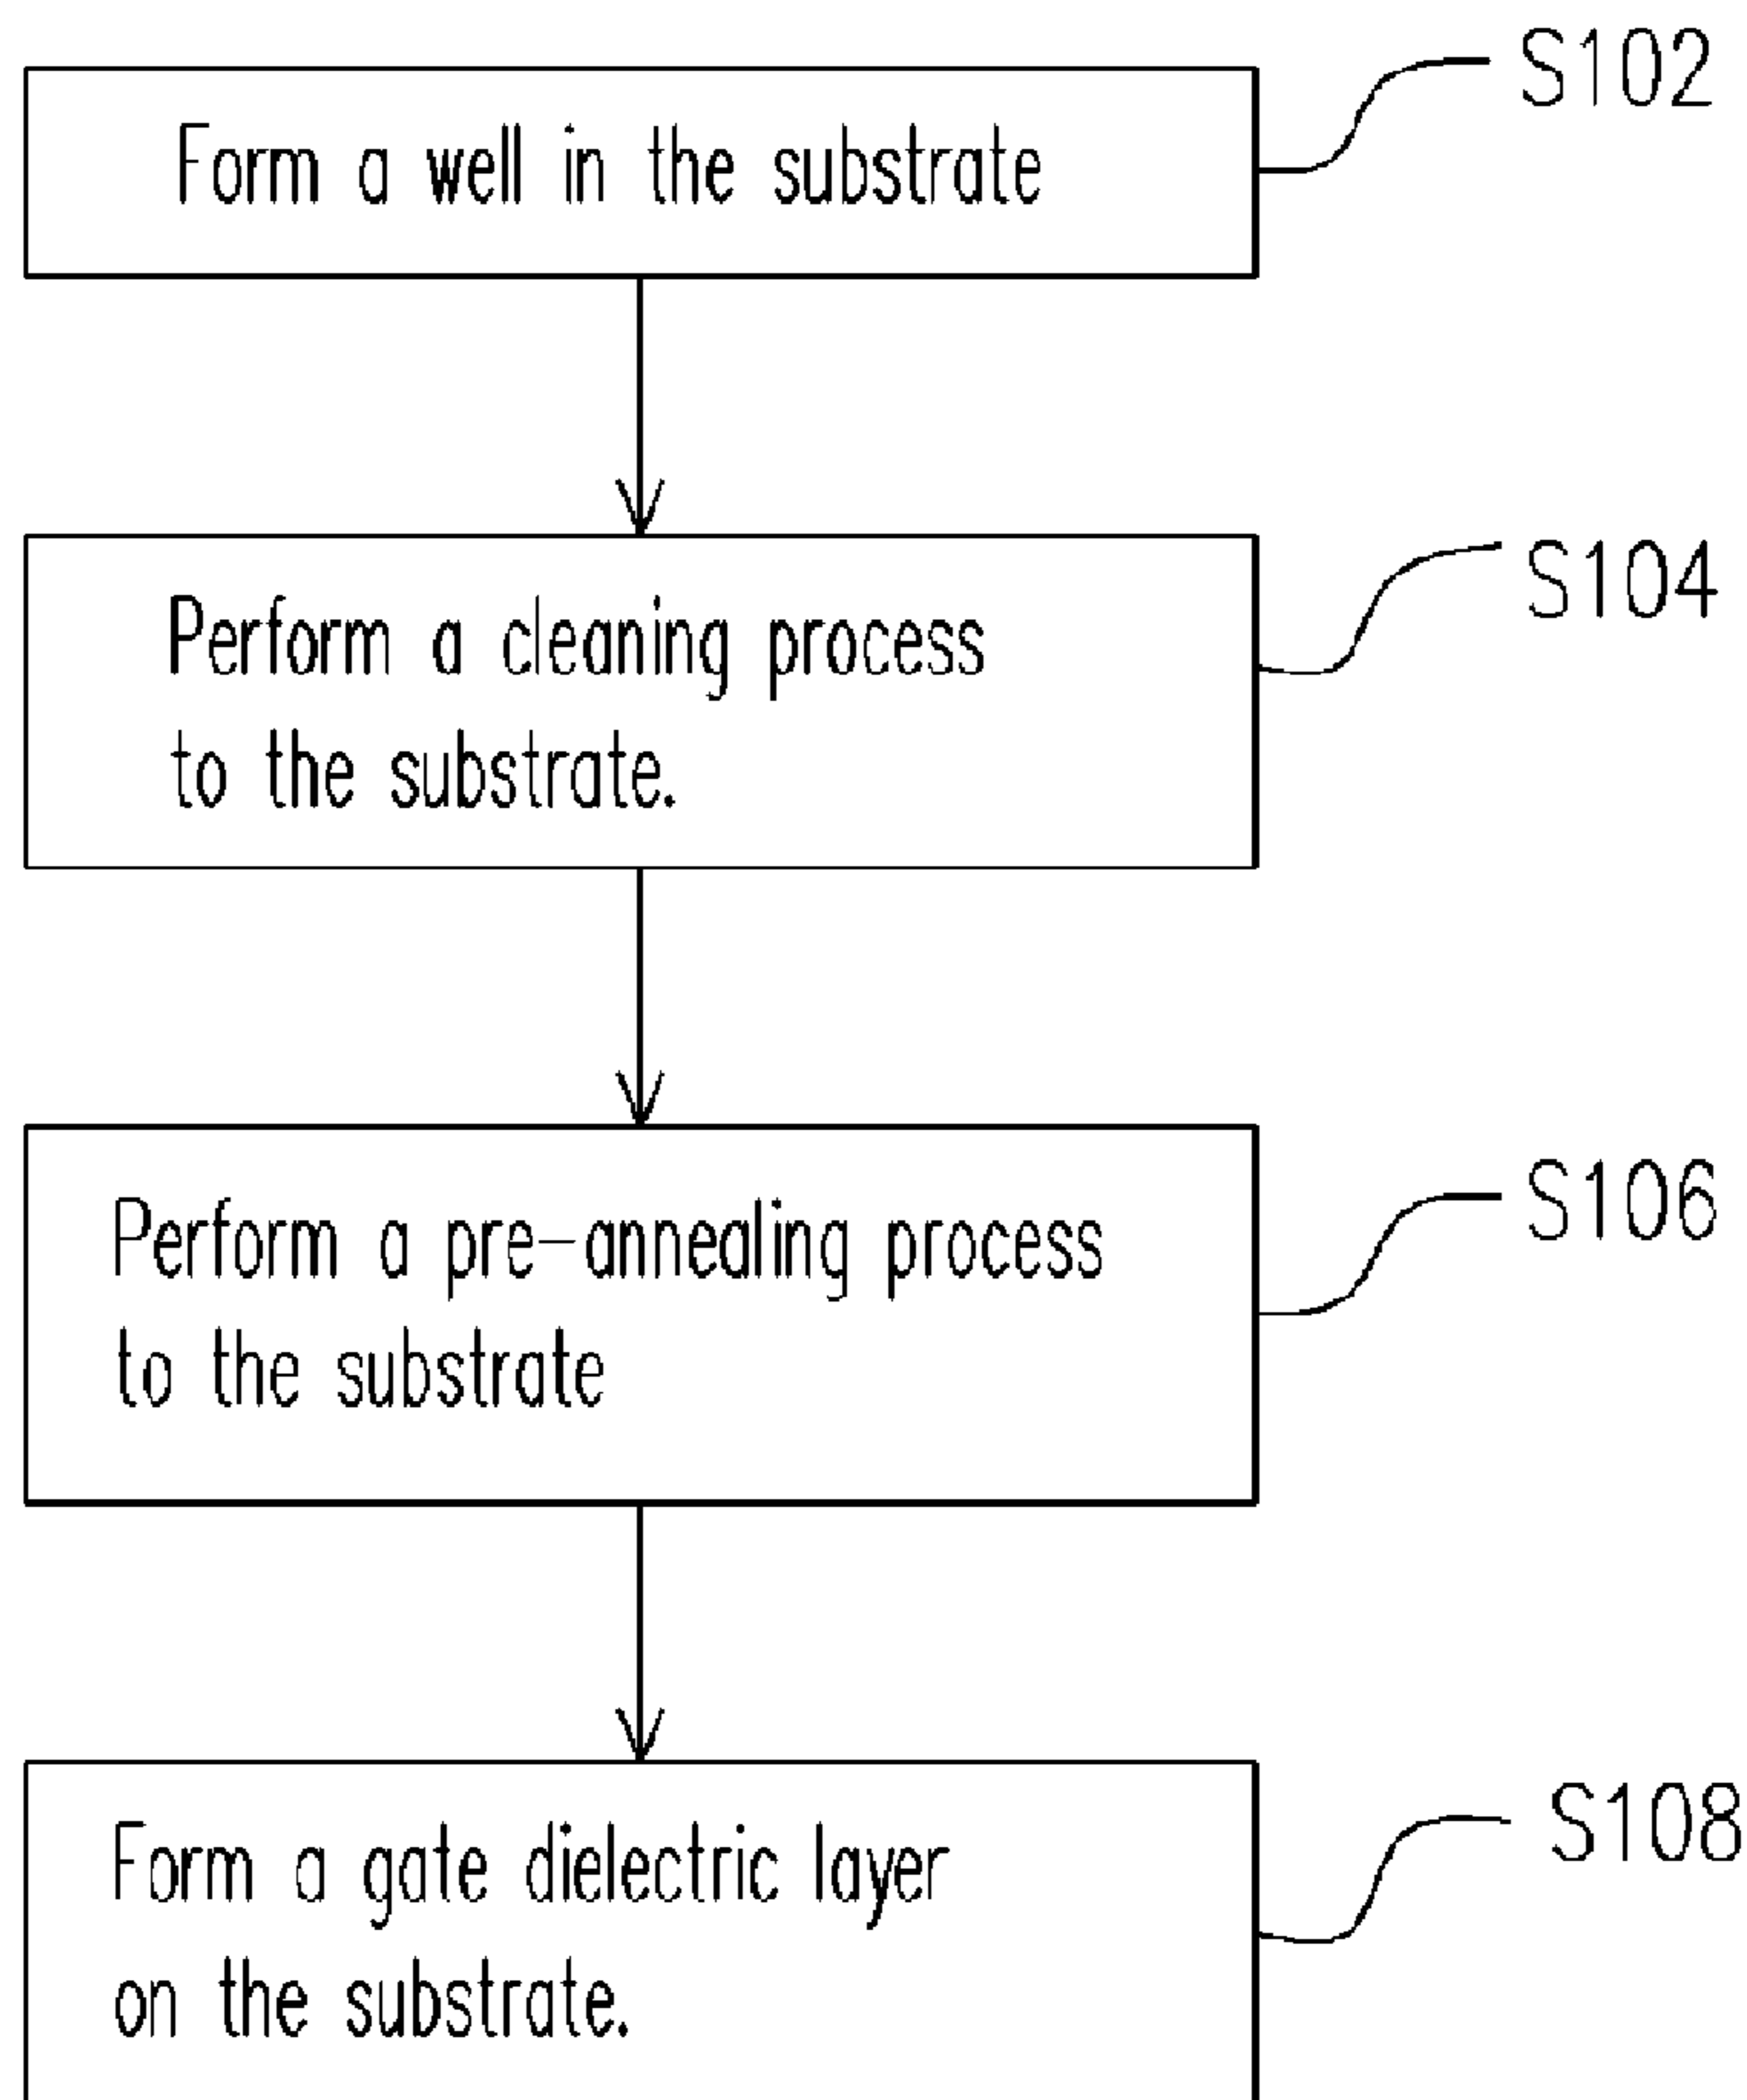 S102
Form a well in the substrate
S104
Perform a cleaning process
to the substrate.
S106
Perform a pre-annealing process
to the substrate
S108
Form a gate dielectric layer
on the substrate.